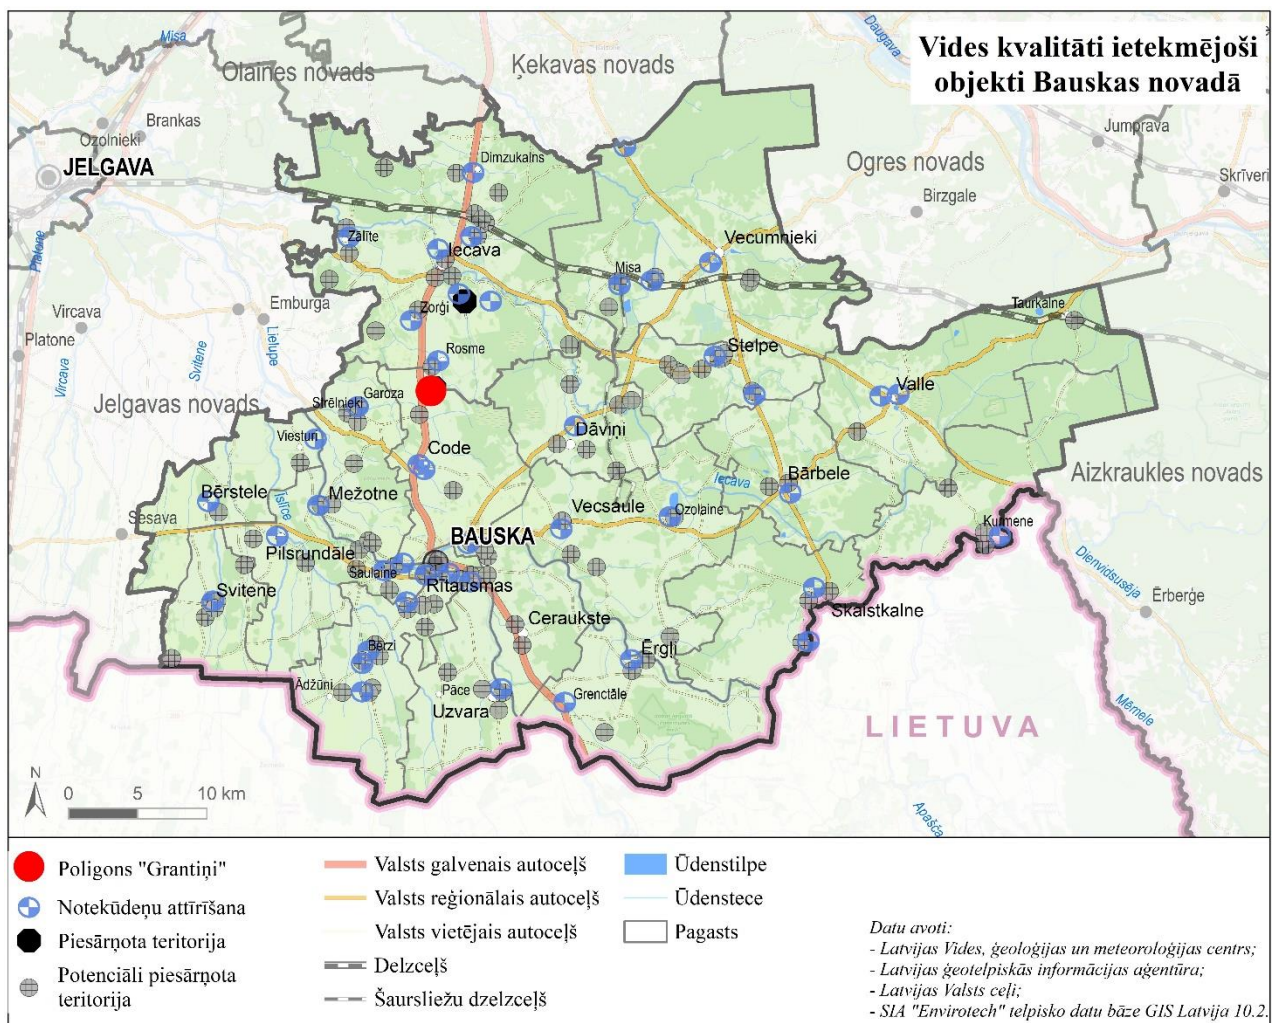 Vides kvalitāti ietekmējoši
objekti Bauskas novadā
Misa
Olaines novads
Ķekavas novads
Daugava
Brankas
Ozolnieki
JELGAVA
Dimzukalns
Jumprava
Ogres novads
Skrīveri
Birzgale
Platone
Zālīte
Iecava
Vecumnieki
Misa
Emburga
Vircava
Platone
Zorģi
Taurkalne
Lielupe
Svitene
Vircava
Rosme
Stelpe
Jelgavas novads
Garoza
Strēlnieki
Valle
Viesturi
Dāviņi
Code
Bērstele
Mežotne
Islīce
Iecava
Bārbele
Aizkraukles novads
Sesava
Vecsaule
Ozolaine
Kurmene
BAUSKA
Pilsrundāle
Saulaine
Rītausmas
Dienvidsusēja
Svitene
Skaistkalne
Ērberģe
Ceraukste
Bērzi
Ērgļi
Ādžūni
Pāce
Uzvara
Grenctāle
Mēmele
LIETUVA
Apaščа
N
0 5 10 km
Poligons "Grantiņi"
Notekūdeņu attīrīšana
Piesārņota teritorija
Potenciāli piesārņota
teritorija
Valsts galvenais autoceļš
Valsts reģionālais autoceļš
Valsts vietējais autoceļš
Delzceļš
Šaursliežu dzelzceļš
Ūdenstilpe
Ūdenstece
Pagasts
Datu avoti:
- Latvijas Vides, ģeoloģijas un meteoroloģijas centrs;
- Latvijas ģeotelpiskās informācijas aģentūra;
- Latvijas Valsts ceļi;
- SIA "Envirotech" telpisko datu bāze GIS Latvija 10.2.